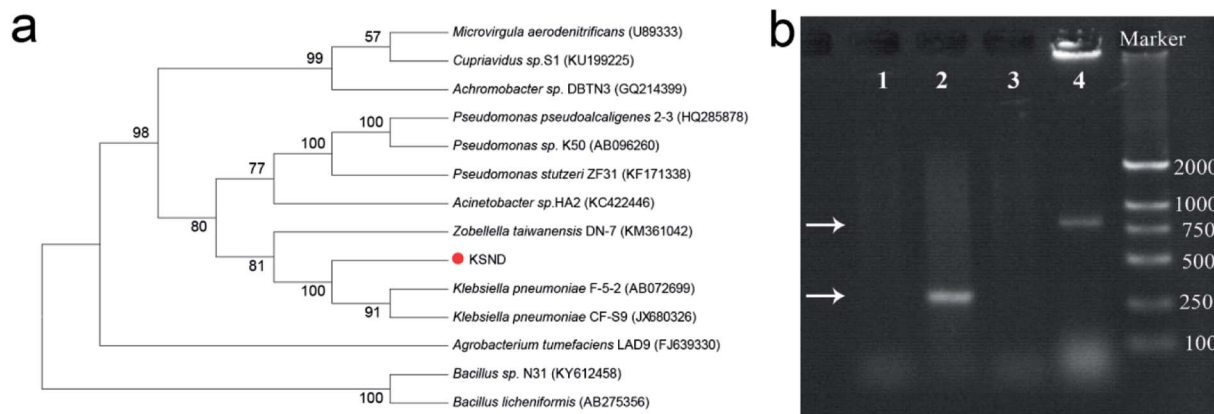 a
57
Microvirgula aerodenitrificans (U89333)
99
Cupriavidus sp.S1 (KU199225)
Achromobacter sp. DBTN3 (GQ214399)
98
100
Pseudomonas pseudoalcaligenes 2-3 (HQ285878)
100
Pseudomonas sp. K50 (AB096260)
77
Pseudomonas stutzeri ZF31 (KF171338)
Acinetobacter sp.HA2 (KC422446)
80
Zobellella taiwanensis DN-7 (KM361042)
81
KSND
100
Klebsiella pneumoniae F-5-2 (AB072699)
91
Klebsiella pneumoniae CF-S9 (JX680326)
Agrobacterium tumefaciens LAD9 (FJ639330)
Bacillus sp. N31 (KY612458)
100
Bacillus licheniformis (AB275356)
b
Marker
1 2 3 4
2000
1000
750
500
250
100